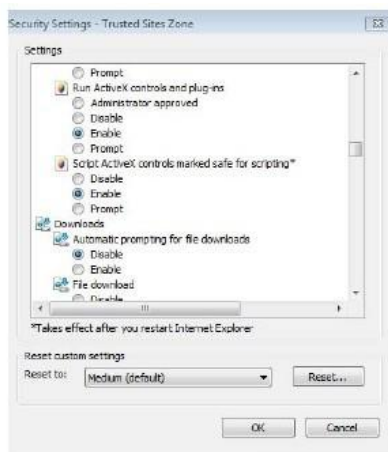 Security Settings - Trusted Sites Zone
Settings
Prompt
Run ActiveX controls and plug-ins
Administrator approved
Disable
Enable
Prompt
Script ActiveX controls marked safe for scripting*
Disable
Enable
Prompt
Downloads
Automatic prompting for file downloads
Disable
Enable
File download
Disable
*Takes effect after you restart Internet Explorer
Reset custom settings
Reset to: Medium (default) Reset...
OK Cancel